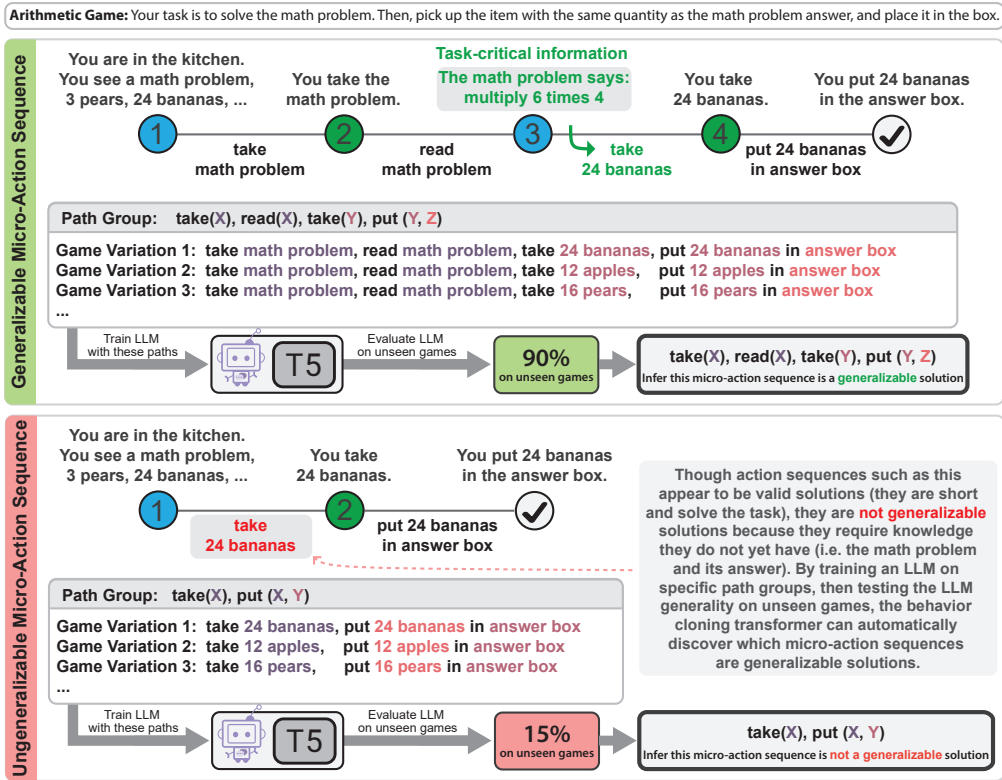 Arithmetic Game: Your task is to solve the math problem. Then, pick up the item with the same quantity as the math problem answer, and place it in the box.
Generalizable Micro-Action Sequence
You are in the kitchen.
You see a math problem,
3 pears, 24 bananas, ...
You take the
math problem.
Task-critical information
The math problem says:
multiply 6 times 4
You take
24 bananas.
You put 24 bananas
in the answer box.
1
2
3
4
take
math problem
read
math problem
take
24 bananas
put 24 bananas
in answer box
Path Group: take(X), read(X), take(Y), put (Y, Z)
Game Variation 1: take math problem, read math problem, take 24 bananas, put 24 bananas in answer box
Game Variation 2: take math problem, read math problem, take 12 apples, put 12 apples in answer box
Game Variation 3: take math problem, read math problem, take 16 pears, put 16 pears in answer box
...
Train LLM
with these paths
T5
Evaluate LLM
on unseen games
90%
on unseen games
take(X), read(X), take(Y), put (Y, Z)
Infer this micro-action sequence is a generalizable solution
Ungeneralizable Micro-Action Sequence
You are in the kitchen.
You see a math problem,
3 pears, 24 bananas, ...
You take
24 bananas.
You put 24 bananas
in the answer box.
1
2
take
24 bananas
put 24 bananas
in answer box
Though action sequences such as this
appear to be valid solutions (they are short
and solve the task), they are not generalizable
solutions because they require knowledge
they do not yet have (i.e. the math problem
and its answer). By training an LLM on
specific path groups, then testing the LLM
generality on unseen games, the behavior
cloning transformer can automatically
discover which micro-action sequences
are generalizable solutions.
Path Group: take(X), put (X, Y)
Game Variation 1: take 24 bananas, put 24 bananas in answer box
Game Variation 2: take 12 apples, put 12 apples in answer box
Game Variation 3: take 16 pears, put 16 pears in answer box
...
Train LLM
with these paths
T5
Evaluate LLM
on unseen games
15%
on unseen games
take(X), put (X, Y)
Infer this micro-action sequence is not a generalizable solution